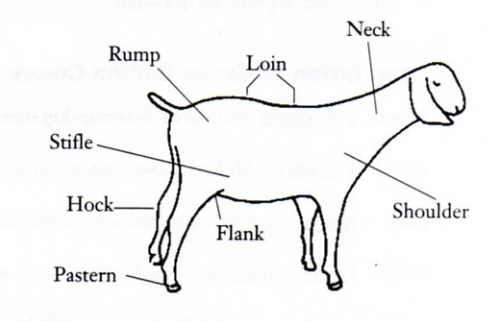 Neck
Rump
Loin
Stifle
Hock
Shoulder
Flank
Pastern